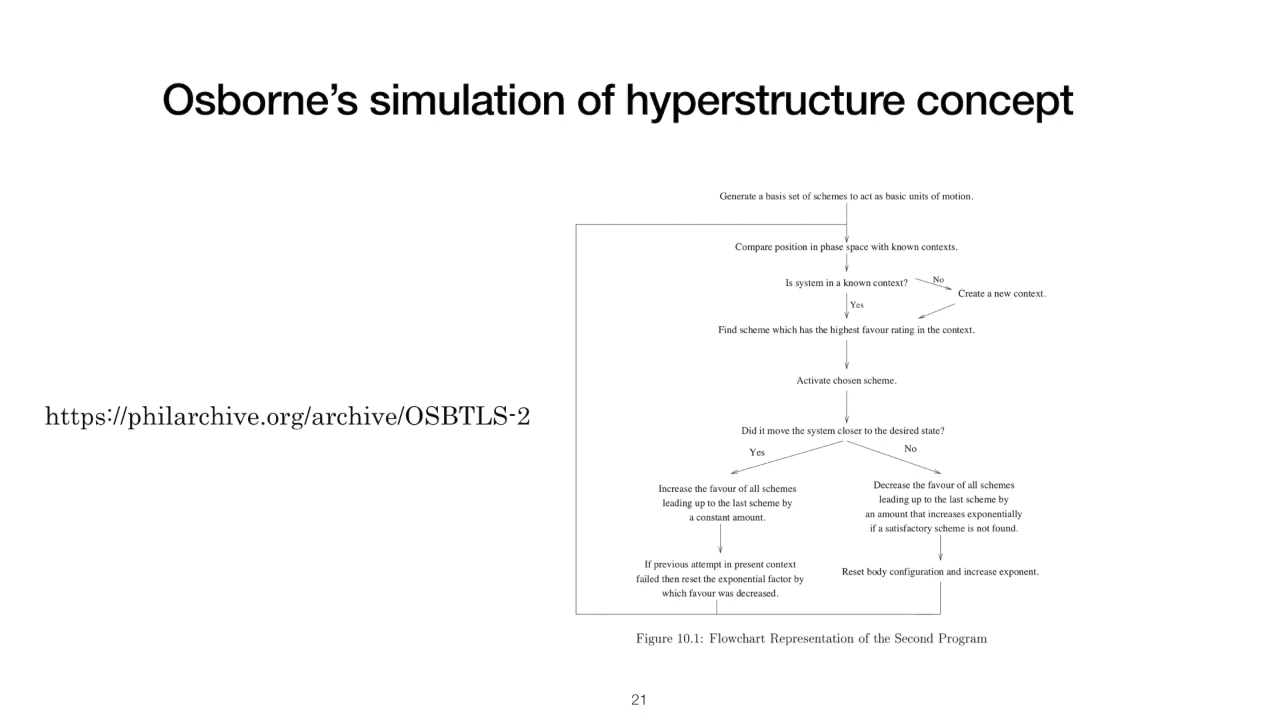 Osborne’s simulation of hyperstructure concept
Generate a basis set of schemes to act as basic units of motion.
Compare position in phase space with known contexts.
Is system in a known context?
No
Create a new context.
Yes
Find scheme which has the highest favour rating in the context.
Activate chosen scheme.
https://philarchive.org/archive/OSBTLS-2
Did it move the system closer to the desired state?
Yes
No
Increase the favour of all schemes
leading up to the last scheme by
a constant amount.
Decrease the favour of all schemes
leading up to the last scheme by
an amount that increases exponentially
if a satisfactory scheme is not found.
If previous attempt in present context
failed then reset the exponential factor by
which favour was decreased.
Reset body configuration and increase exponent.
Figure 10.1: Flowchart Representation of the Second Program
21